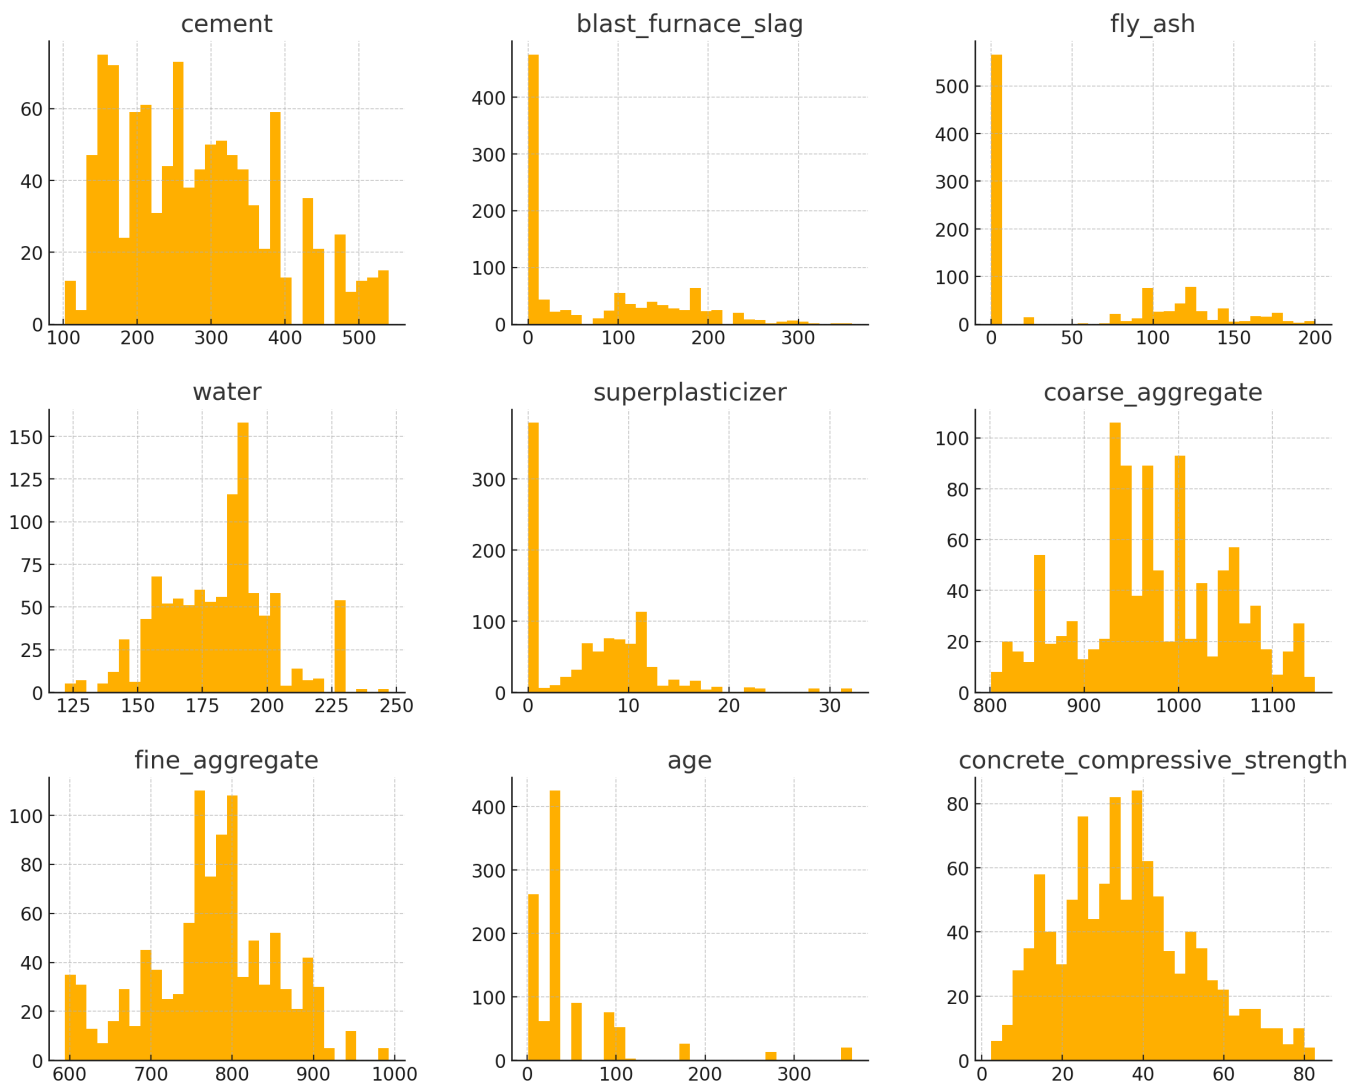 cement
0
20
40
60
100 200 300 400 500
blast_furnace_slag
0
100
200
300
400
0 100 200 300
fly_ash
0
100
200
300
400
500
0 50 100 150 200
water
0
25
50
75
100
125
150
125 150 175 200 225 250
superplasticizer
0
100
200
300
0 10 20 30
coarse_aggregate
0
20
40
60
80
100
800 900 1000 1100
fine_aggregate
0
20
40
60
80
100
600 700 800 900 1000
age
0
100
200
300
400
0 100 200 300
concrete_compressive_strength
0
20
40
60
80
0 20 40 60 80